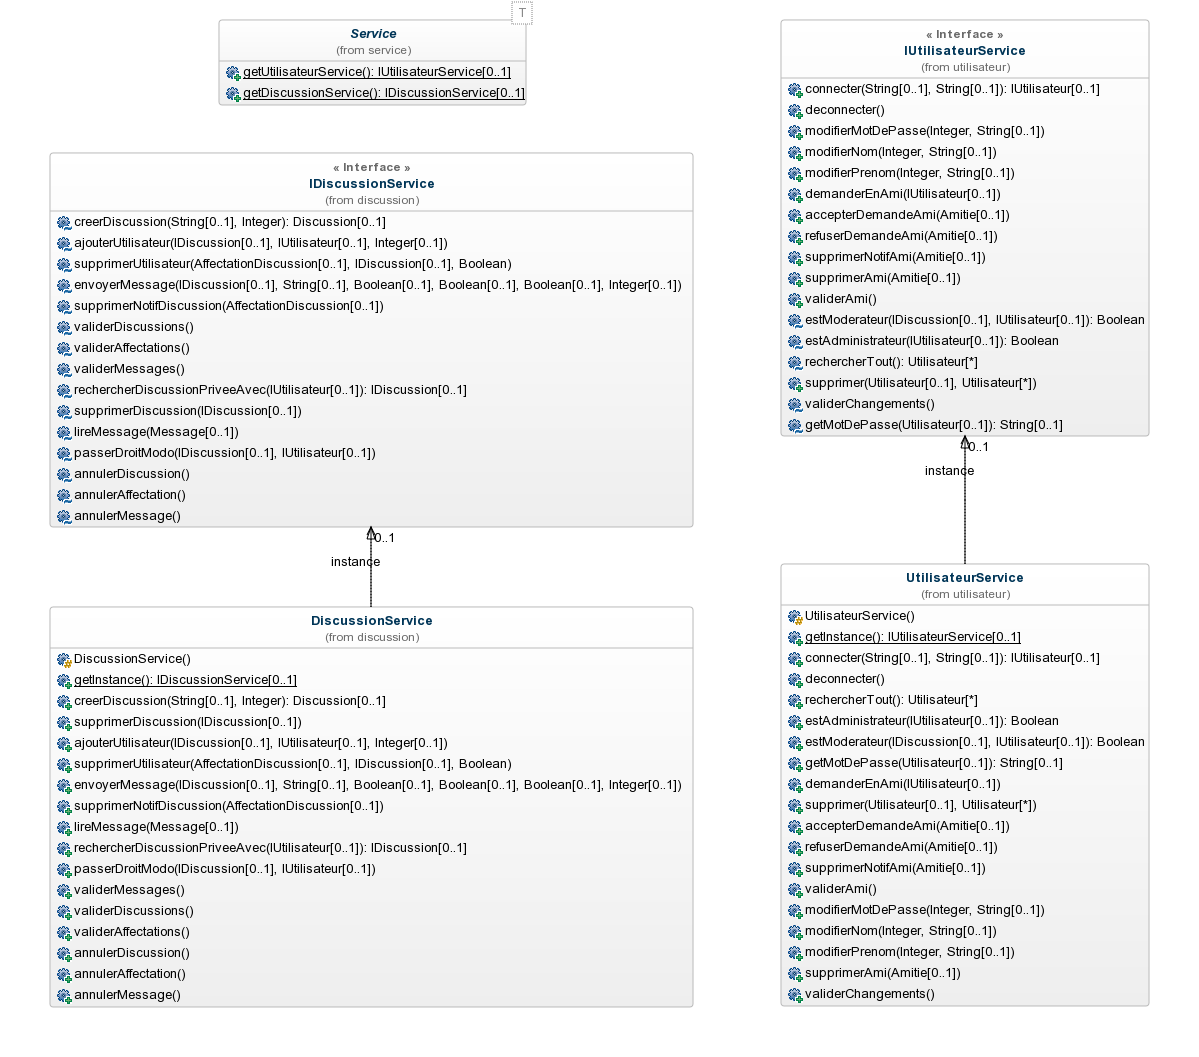 T
Service
(from service)
getUtilisateurService(): IUtilisateurService[0..1]
getDiscussionService(): IDiscussionService[0..1]
« Interface »
IDiscussionService
(from discussion)
creerDiscussion(String[0..1], Integer): Discussion[0..1]
ajouterUtilisateur(IDiscussion[0..1], IUtilisateur[0..1], Integer[0..1])
supprimerUtilisateur(AffectationDiscussion[0..1], IDiscussion[0..1], Boolean)
envoyerMessage(IDiscussion[0..1], String[0..1], Boolean[0..1], Boolean[0..1], Boolean[0..1], Integer[0..1])
supprimerNotifDiscussion(AffectationDiscussion[0..1])
validerDiscussions()
validerAffectations()
validerMessages()
rechercherDiscussionPriveeAvec(IUtilisateur[0..1]): IDiscussion[0..1]
supprimerDiscussion(IDiscussion[0..1])
lireMessage(Message[0..1])
passerDroitModo(IDiscussion[0..1], IUtilisateur[0..1])
annulerDiscussion()
annulerAffectation()
annulerMessage()
0..1
instance
DiscussionService
(from discussion)
DiscussionService()
getInstance(): IDiscussionService[0..1]
creerDiscussion(String[0..1], Integer): Discussion[0..1]
supprimerDiscussion(IDiscussion[0..1])
ajouterUtilisateur(IDiscussion[0..1], IUtilisateur[0..1], Integer[0..1])
supprimerUtilisateur(AffectationDiscussion[0..1], IDiscussion[0..1], Boolean)
envoyerMessage(IDiscussion[0..1], String[0..1], Boolean[0..1], Boolean[0..1], Boolean[0..1], Integer[0..1])
supprimerNotifDiscussion(AffectationDiscussion[0..1])
lireMessage(Message[0..1])
rechercherDiscussionPriveeAvec(IUtilisateur[0..1]): IDiscussion[0..1]
passerDroitModo(IDiscussion[0..1], IUtilisateur[0..1])
validerMessages()
validerDiscussions()
validerAffectations()
annulerDiscussion()
annulerAffectation()
annulerMessage()
« Interface »
IUtilisateurService
(from utilisateur)
connecter(String[0..1], String[0..1]): IUtilisateur[0..1]
deconnecter()
modifierMotDePasse(Integer, String[0..1])
modifierNom(Integer, String[0..1])
modifierPrenom(Integer, String[0..1])
demanderEnAmi(IUtilisateur[0..1])
accepterDemandeAmi(Amitie[0..1])
refuserDemandeAmi(Amitie[0..1])
supprimerNotifAmi(Amitie[0..1])
supprimerAmi(Amitie[0..1])
validerAmi()
estModerateur(IDiscussion[0..1], IUtilisateur[0..1]): Boolean
estAdministrateur(IUtilisateur[0..1]): Boolean
rechercherTout(): Utilisateur[*]
supprimer(Utilisateur[0..1], Utilisateur[*])
validerChangements()
getMotDePasse(Utilisateur[0..1]): String[0..1]
0..1
instance
UtilisateurService
(from utilisateur)
UtilisateurService()
getInstance(): IUtilisateurService[0..1]
connecter(String[0..1], String[0..1]): IUtilisateur[0..1]
deconnecter()
rechercherTout(): Utilisateur[*]
estAdministrateur(IUtilisateur[0..1]): Boolean
estModerateur(IDiscussion[0..1], IUtilisateur[0..1]): Boolean
getMotDePasse(Utilisateur[0..1]): String[0..1]
demanderEnAmi(IUtilisateur[0..1])
supprimer(Utilisateur[0..1], Utilisateur[*])
accepterDemandeAmi(Amitie[0..1])
refuserDemandeAmi(Amitie[0..1])
supprimerNotifAmi(Amitie[0..1])
validerAmi()
modifierMotDePasse(Integer, String[0..1])
modifierNom(Integer, String[0..1])
modifierPrenom(Integer, String[0..1])
supprimerAmi(Amitie[0..1])
validerChangements()